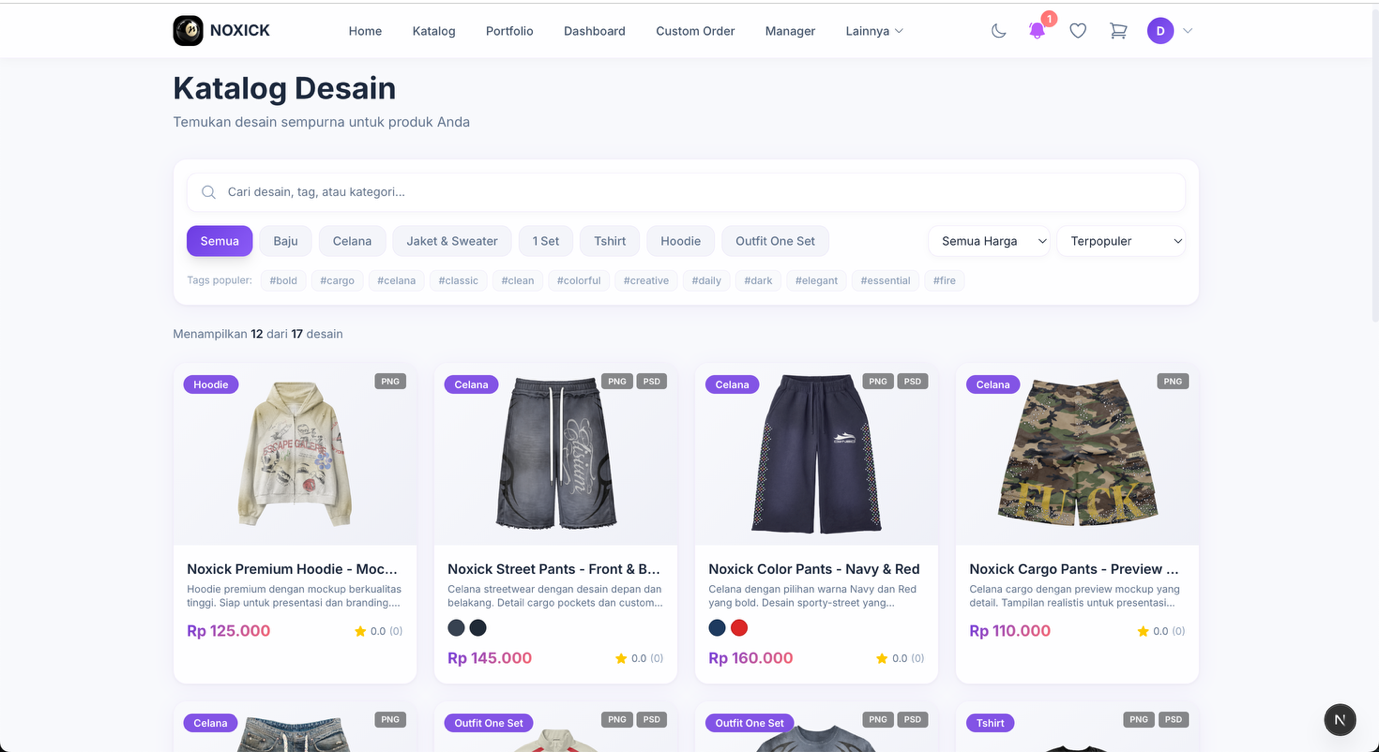 NOXICK
Home Katalog Portfolio Dashboard Custom Order Manager Lainnya
1
D
Katalog Desain
Temukan desain sempurna untuk produk Anda
Cari desain, tag, atau kategori...
Semua Baju Celana Jaket & Sweater 1 Set Tshirt Hoodie Outfit One Set Semua Harga Terpopuler
Tags populer: #bold #cargo #celana #classic #clean #colorful #creative #daily #dark #elegant #essential #fire
Menampilkan 12 dari 17 desain
Hoodie PNG
Noxick Premium Hoodie - Moc...
Hoodie premium dengan mockup berkualitas
tinggi. Siap untuk presentasi dan branding....
Rp 125.000 0.0 (0)
Celana PNG PSD
Elisium
Noxick Street Pants - Front & B...
Celana streetwear dengan desain depan dan
belakang. Detail cargo pockets dan custom...
Rp 145.000 0.0 (0)
Celana PNG PSD
Noxick Color Pants - Navy & Red
Celana dengan pilihan warna Navy dan Red
yang bold. Desain sporty-street yang...
Rp 160.000 0.0 (0)
Celana PNG
FUCK
Noxick Cargo Pants - Preview ...
Celana cargo dengan preview mockup yang
detail. Tampilan realistis untuk presentasi...
Rp 110.000 0.0 (0)
Celana PNG
Outfit One Set PNG PSD
Outfit One Set PNG PSD
Tshirt PNG PSD
N